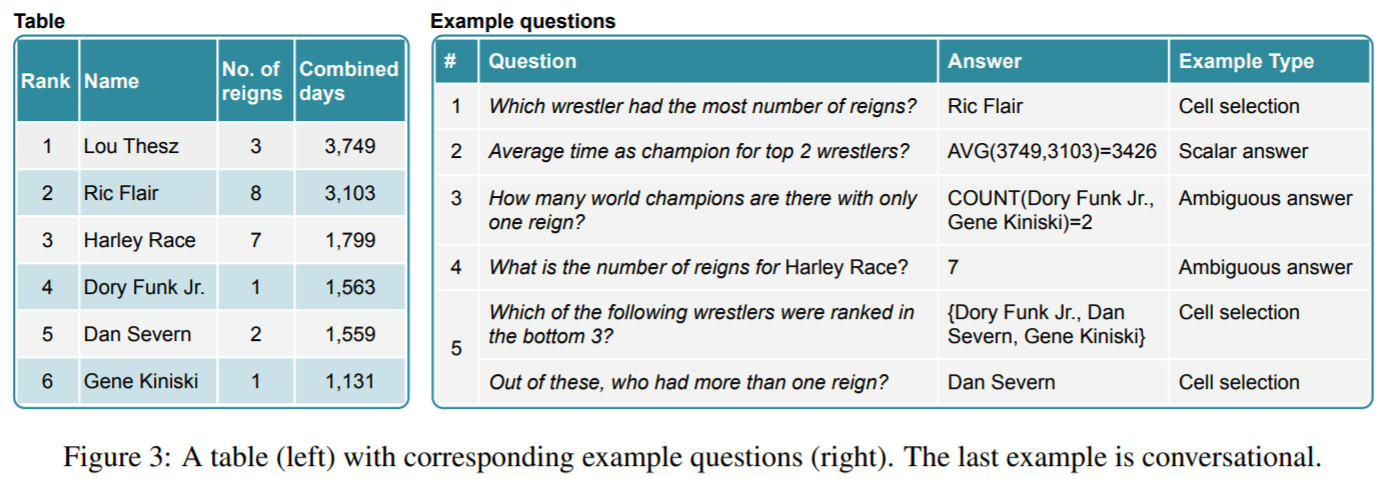 Table
Rank Name No. of reigns Combined days
1 Lou Thesz 3 3,749
2 Ric Flair 8 3,103
3 Harley Race 7 1,799
4 Dory Funk Jr. 1 1,563
5 Dan Severn 2 1,559
6 Gene Kiniski 1 1,131
Example questions
# Question Answer Example Type
1 Which wrestler had the most number of reigns? Ric Flair Cell selection
2 Average time as champion for top 2 wrestlers? AVG(3749,3103)=3426 Scalar answer
3 How many world champions are there with only one reign? COUNT(Dory Funk Jr., Gene Kiniski)=2 Ambiguous answer
4 What is the number of reigns for Harley Race? 7 Ambiguous answer
5 Which of the following wrestlers were ranked in the bottom 3? {Dory Funk Jr., Dan Severn, Gene Kiniski} Cell selection
Out of these, who had more than one reign? Dan Severn Cell selection
Figure 3: A table (left) with corresponding example questions (right). The last example is conversational.